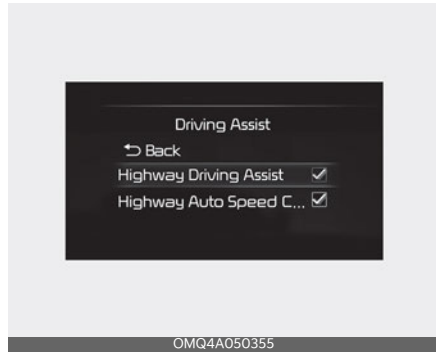 Driving Assist
⮌ Back
Highway Driving Assist
Highway Auto Speed C...
OMQ4A050355